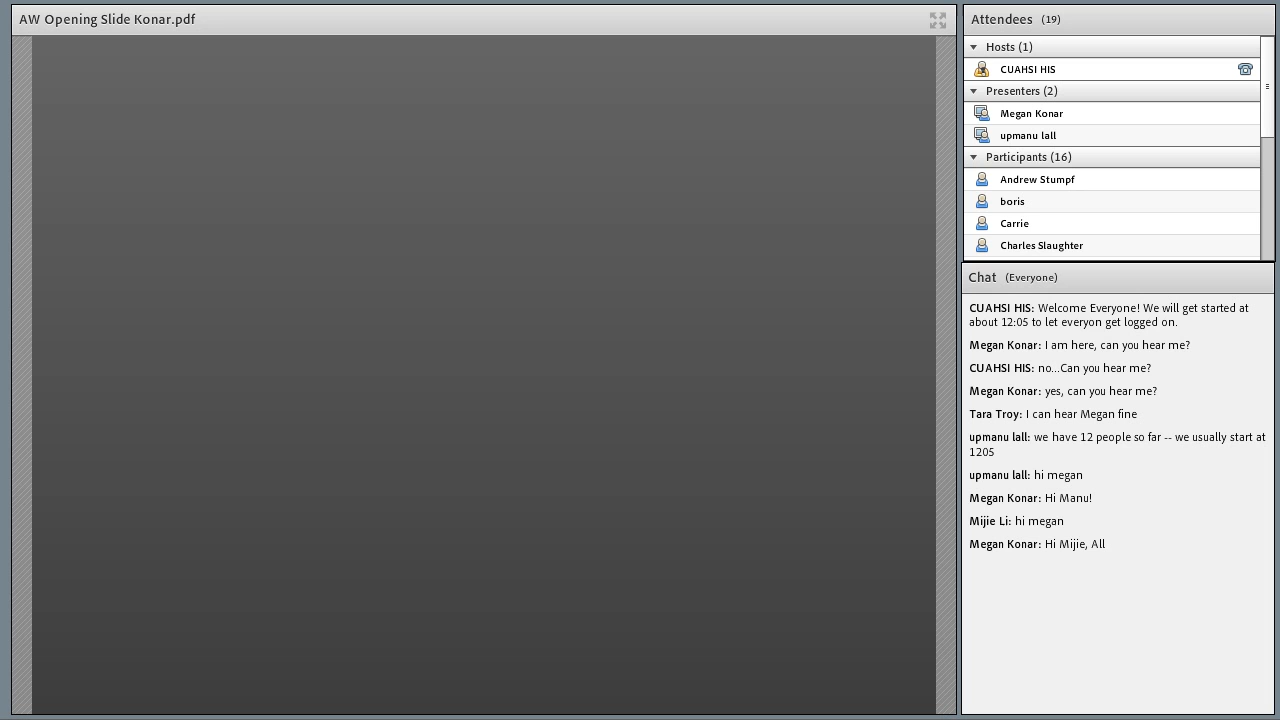 AW Opening Slide Konar.pdf
Attendees (19)
Hosts (1)
CUAHSI HIS
Presenters (2)
Megan Konar
upmanu lall
Participants (16)
Andrew Stumpf
boris
Carrie
Charles Slaughter
Chat (Everyone)
CUAHSI HIS: Welcome Everyone! We will get started at
about 12:05 to let everyon get logged on.
Megan Konar: I am here, can you hear me?
CUAHSI HIS: no...Can you hear me?
Megan Konar: yes, can you hear me?
Tara Troy: I can hear Megan fine
upmanu lall: we have 12 people so far -- we usually start at
1205
upmanu lall: hi megan
Megan Konar: Hi Manu!
Mijie Li: hi megan
Megan Konar: Hi Mijie, All